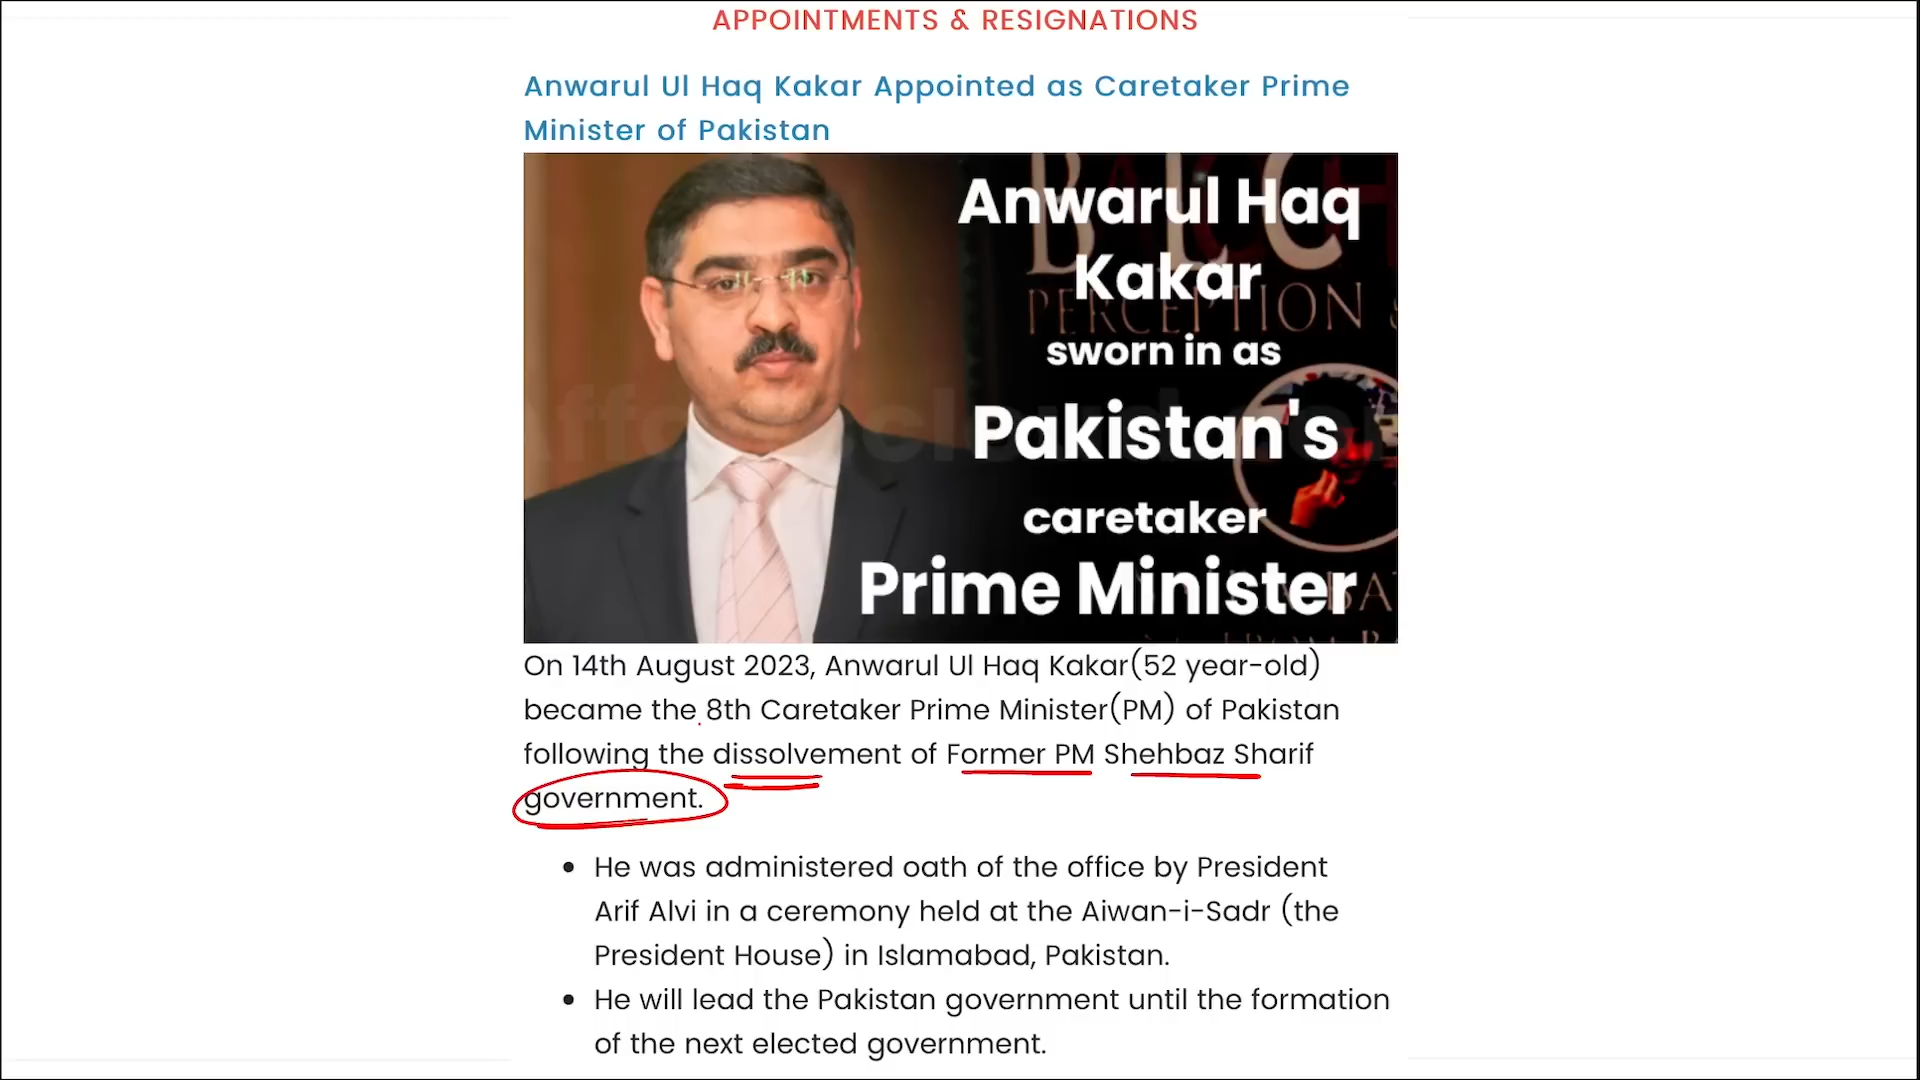 APPOINTMENTS & RESIGNATIONS
Anwarul Ul Haq Kakar Appointed as Caretaker Prime
Minister of Pakistan
Anwarul Haq
Kakar
PERCEPTION
sworn in as
Pakistan's
caretaker
Prime Minister
On 14th August 2023, Anwarul Ul Haq Kakar(52 year-old)
became the 8th Caretaker Prime Minister(PM) of Pakistan
following the dissolvement of Former PM Shehbaz Sharif
government.
He was administered oath of the office by President
Arif Alvi in a ceremony held at the Aiwan-i-Sadr (the
President House) in Islamabad, Pakistan.
He will lead the Pakistan government until the formation
of the next elected government.